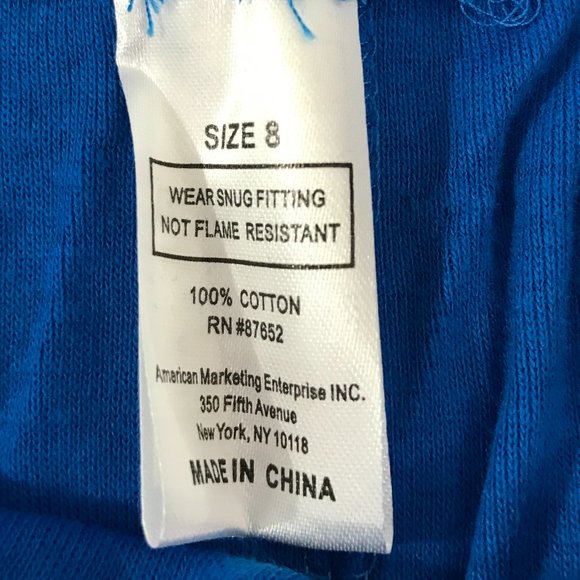 SIZE 8
WEAR SNUG FITTING
NOT FLAME RESISTANT
100% COTTON
RN #87652
American Marketing Enterprise INC.
350 Fifth Avenue
New York, NY 10118
MADE IN CHINA